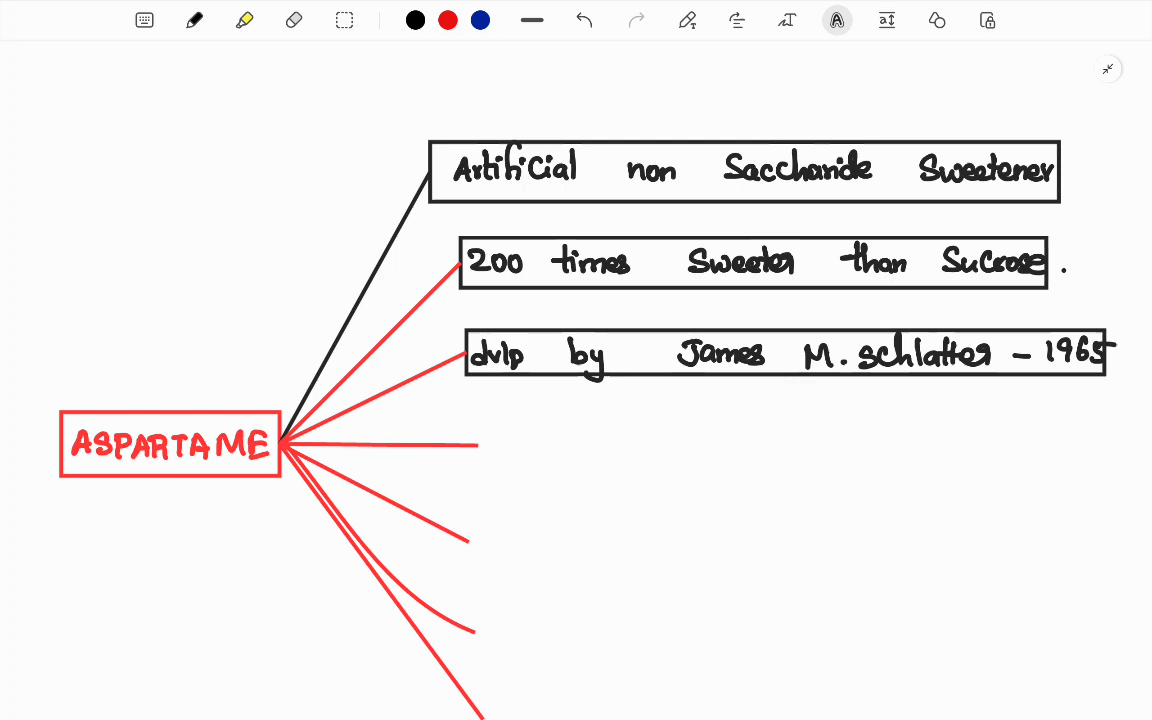 Artificial non Saccharide Sweetener
200 times Sweeter than Sucrose.
dvlp by James M. schlatter - 1965
ASPARTAME